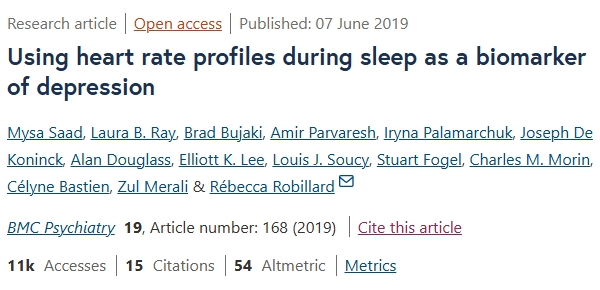 Research article | Open access | Published: 07 June 2019
Using heart rate profiles during sleep as a biomarker
of depression
Mysa Saad, Laura B. Ray, Brad Bujaki, Amir Parvaresh, Iryna Palamarchuk, Joseph De
Koninck, Alan Douglass, Elliott K. Lee, Louis J. Soucy, Stuart Fogel, Charles M. Morin,
Célyne Bastien, Zul Merali & Rébecca Robillard
BMC Psychiatry 19, Article number: 168 (2019) | Cite this article
11k Accesses | 15 Citations | 54 Altmetric | Metrics